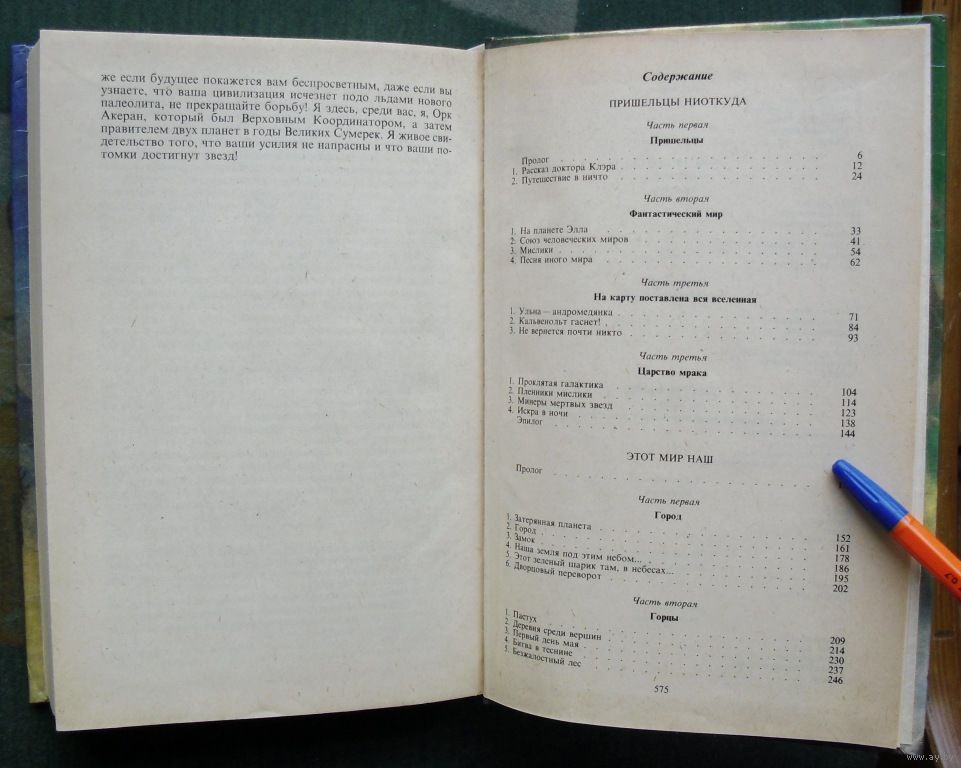 же если будущее покажется вам беспросветным, даже если вы
узнаете, что ваша цивилизация исчезнет подо льдами нового
палеолита, не прекращайте борьбу! Я здесь, среди вас, я, Орк
Акеран, который был Верховным Координатором, а затем
правителем двух планет в годы Великих Сумерек. Я живое сви-
детельство того, что ваши усилия не напрасны и что ваши по-
томки достигнут звезд!
Содержание
ПРИШЕЛЬЦЫ НИОТКУДА
Часть первая
Пришельцы
Пролог 6
1. Рассказ доктора Клэра 12
2. Путешествие в ничто 24
Часть вторая
Фантастический мир
1. На планете Элла 33
2. Союз человеческих миров 41
3. Мислики 54
4. Песня иного мира 62
Часть третья
На карту поставлена вся вселенная
1. Ульна — андромедянка 71
2. Кальвенольт гаснет! 84
3. Не вернется почти никто 93
Часть третья
Царство мрака
1. Проклятая галактика 104
2. Пленники мислики 114
3. Минеры мертвых звезд 123
4. Искра в ночи 138
Эпилог 144
ЭТОТ МИР НАШ
Пролог
Часть первая
Город
1. Затерянная планета 152
2. Город 161
3. Замок 178
4. Наша земля под этим небом... 186
5. Этот зеленый шарик там, в небесах... 195
6. Дворцовый переворот 202
Часть вторая
Горцы
1. Пастух 209
2. Деревня среди вершин 214
3. Первый день мая 230
4. Битва в теснине 237
5. Безжалостный лес 246
575
0.7